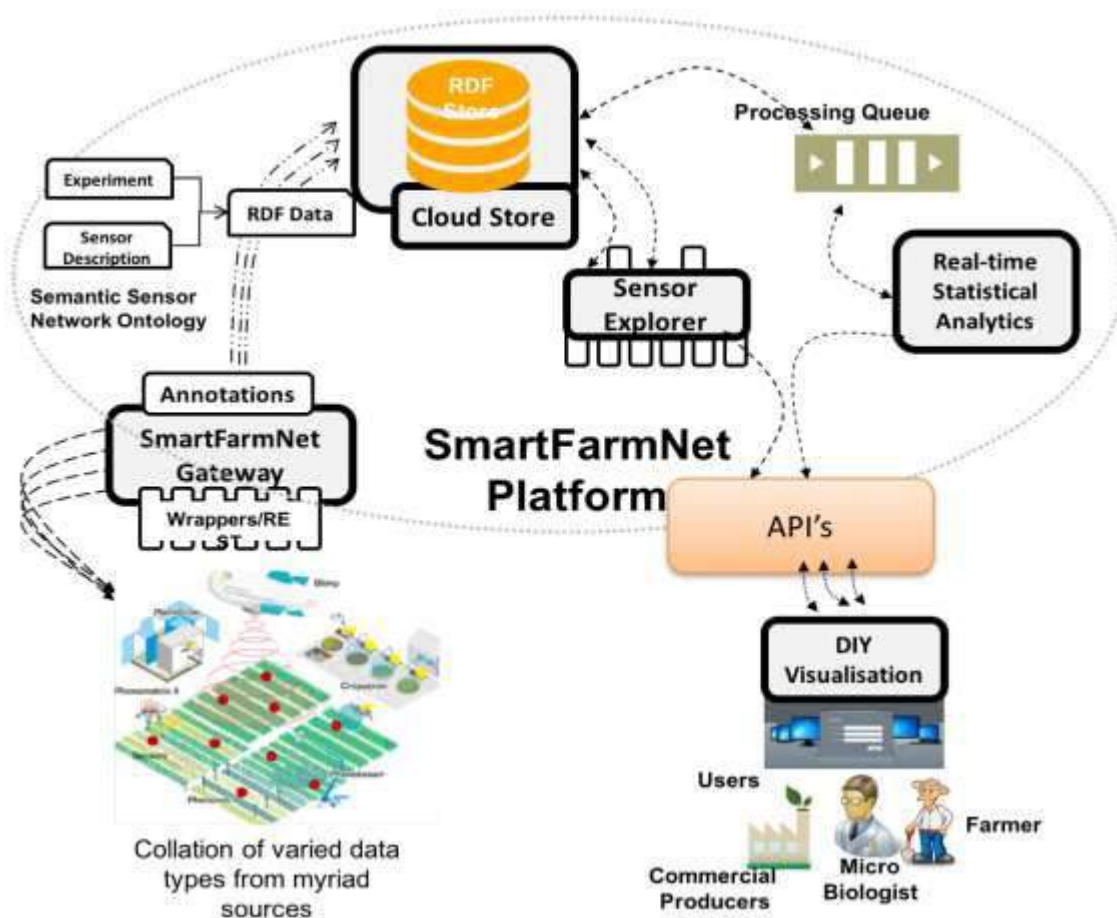 RDF
Store
Cloud Store
Processing Queue
Experiment
Sensor
Description
RDF Data
Semantic Sensor
Network Ontology
Sensor
Explorer
Real-time
Statistical
Analytics
Annotations
SmartFarmNet
Gateway
Wrappers/RE
ST
SmartFarmNet
Platform
API's
DIY
Visualisation
Users
Farmer
Commercial
Producers
Micro
Biologist
Collation of varied data
types from myriad
sources